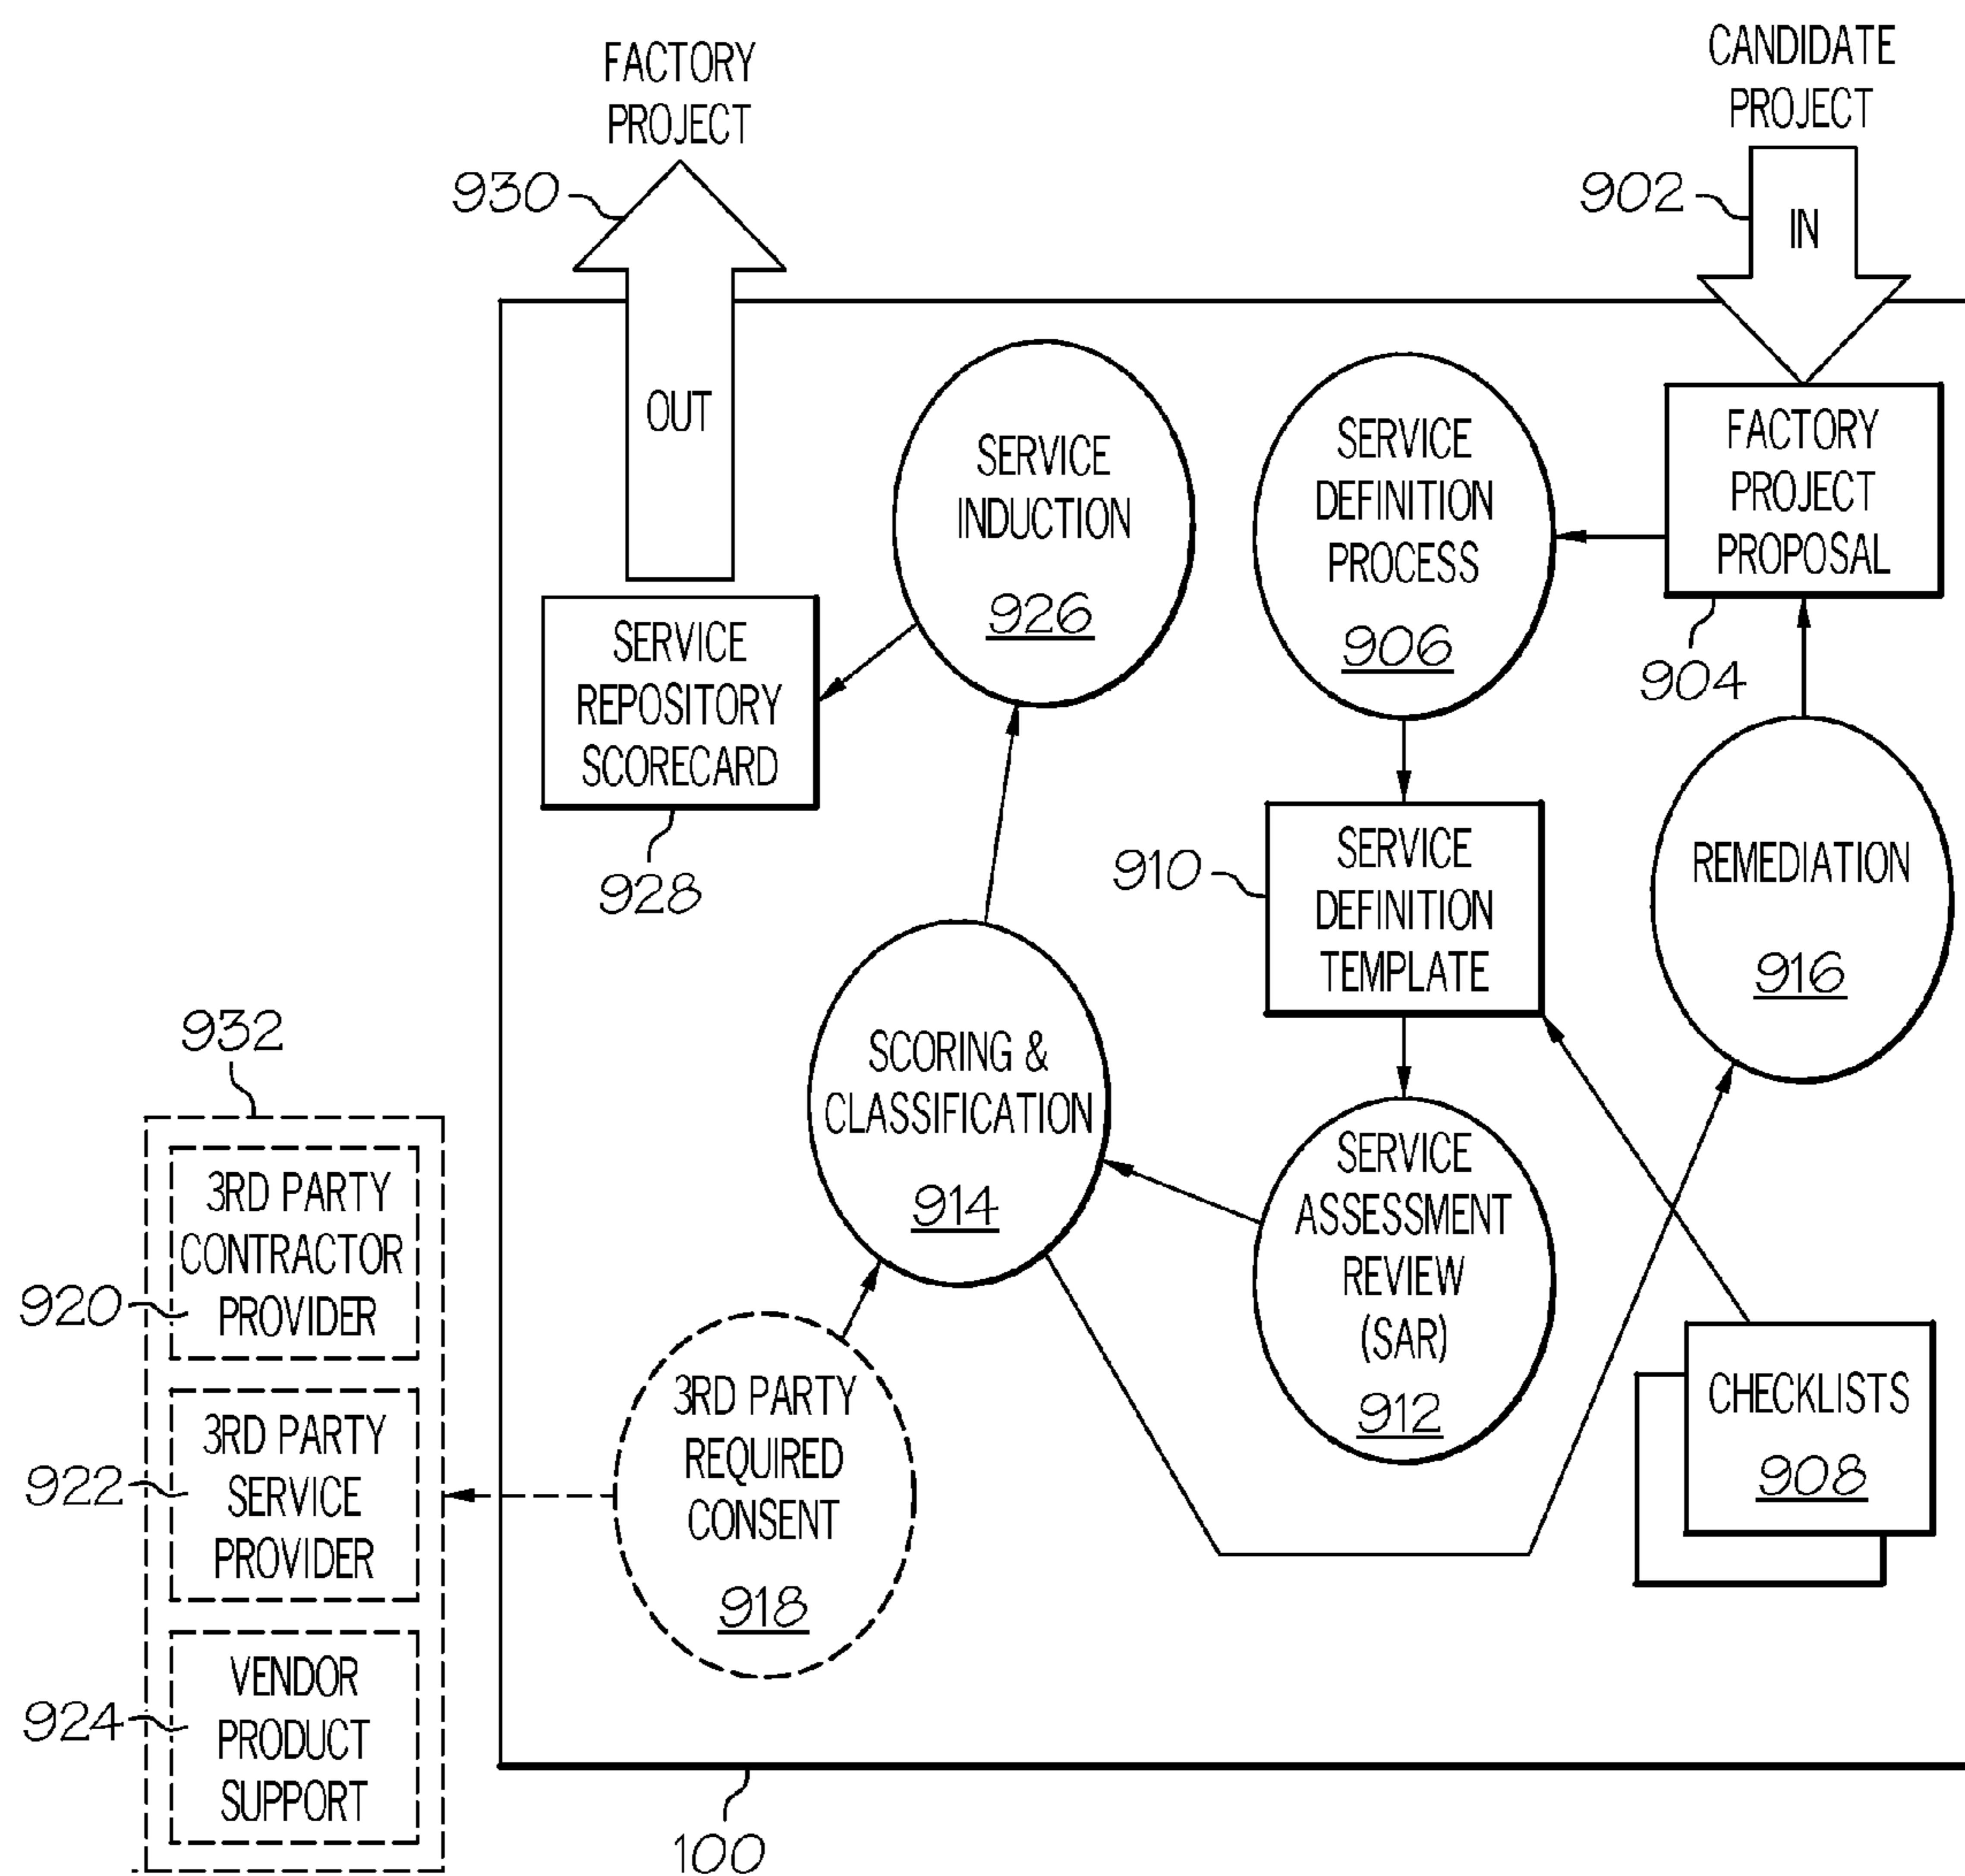 FACTORY
PROJECT
930
CANDIDATE
PROJECT
902
IN
OUT
SERVICE
INDUCTION
926
SERVICE
DEFINITION
PROCESS
906
FACTORY
PROJECT
PROPOSAL
904
SERVICE
REPOSITORY
SCORECARD
928
910
SERVICE
DEFINITION
TEMPLATE
REMEDIATION
916
SCORING &
CLASSIFICATION
914
SERVICE
ASSESSMENT
REVIEW
(SAR)
912
CHECKLISTS
908
932
3RD PARTY
CONTRACTOR
PROVIDER
920
3RD PARTY
SERVICE
PROVIDER
922
VENDOR
PRODUCT
SUPPORT
924
3RD PARTY
REQUIRED
CONSENT
918
100